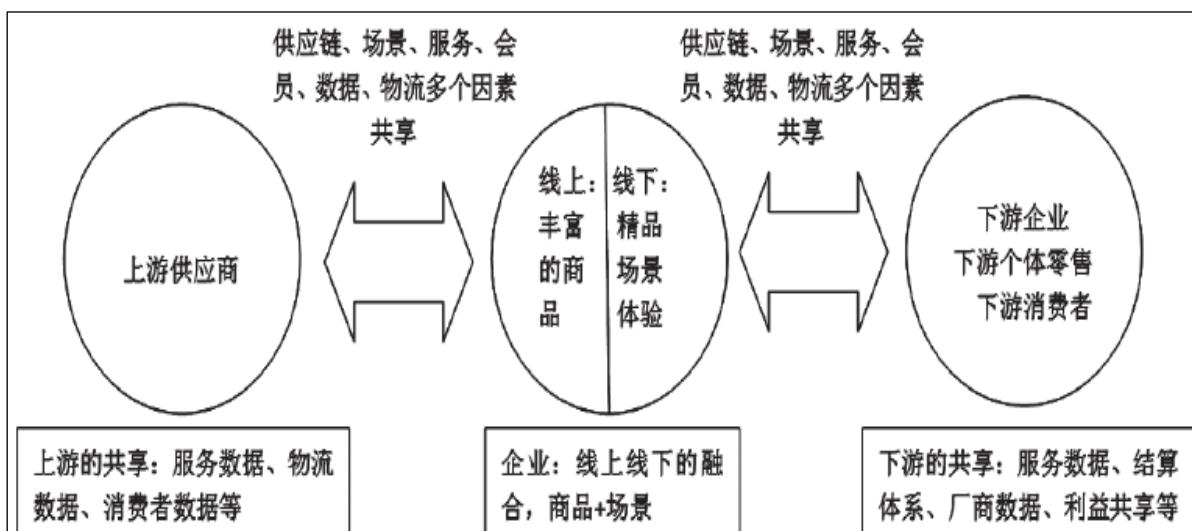 供应链、场景、服务、会
员、数据、物流多个因素
共享
供应链、场景、服务、会
员、数据、物流多个因素
共享
上游供应商
线上：
丰富
的商
品
线下：
精品
场景
体验
下游企业
下游个体零售
下游消费者
上游的共享：服务数据、物流
数据、消费者数据等
企业：线上线下的融
合，商品+场景
下游的共享：服务数据、结算
体系、厂商数据、利益共享等